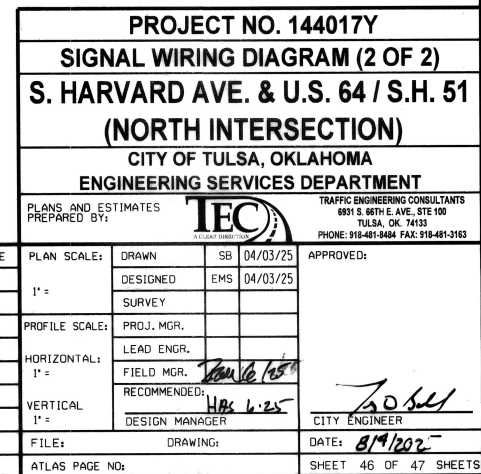 PROJECT NO. 144017Y
SIGNAL WIRING DIAGRAM (2 OF 2)
S. HARVARD AVE. & U.S. 64 / S.H. 51
(NORTH INTERSECTION)
CITY OF TULSA, OKLAHOMA
ENGINEERING SERVICES DEPARTMENT
PLANS AND ESTIMATES
PREPARED BY:
TEC
A CLEAR DIRECTION
TRAFFIC ENGINEERING CONSULTANTS
6931 S. 66TH E. AVE., STE 100
TULSA, OK. 74133
PHONE: 918-481-8484 FAX: 918-481-3163
E
PLAN SCALE:
1" =
DRAWN SB 04/03/25
DESIGNED EMS 04/03/25
SURVEY
APPROVED:
PROFILE SCALE:
HORIZONTAL:
1" =
VERTICAL
1" =
PROJ. MGR.
LEAD ENGR.
FIELD MGR.
RECOMMENDED:
HAS 6.25
DESIGN MANAGER
CITY ENGINEER
FILE: DRAWING:
DATE: 8/4/2025
ATLAS PAGE NO:
SHEET 46 OF 47 SHEETS